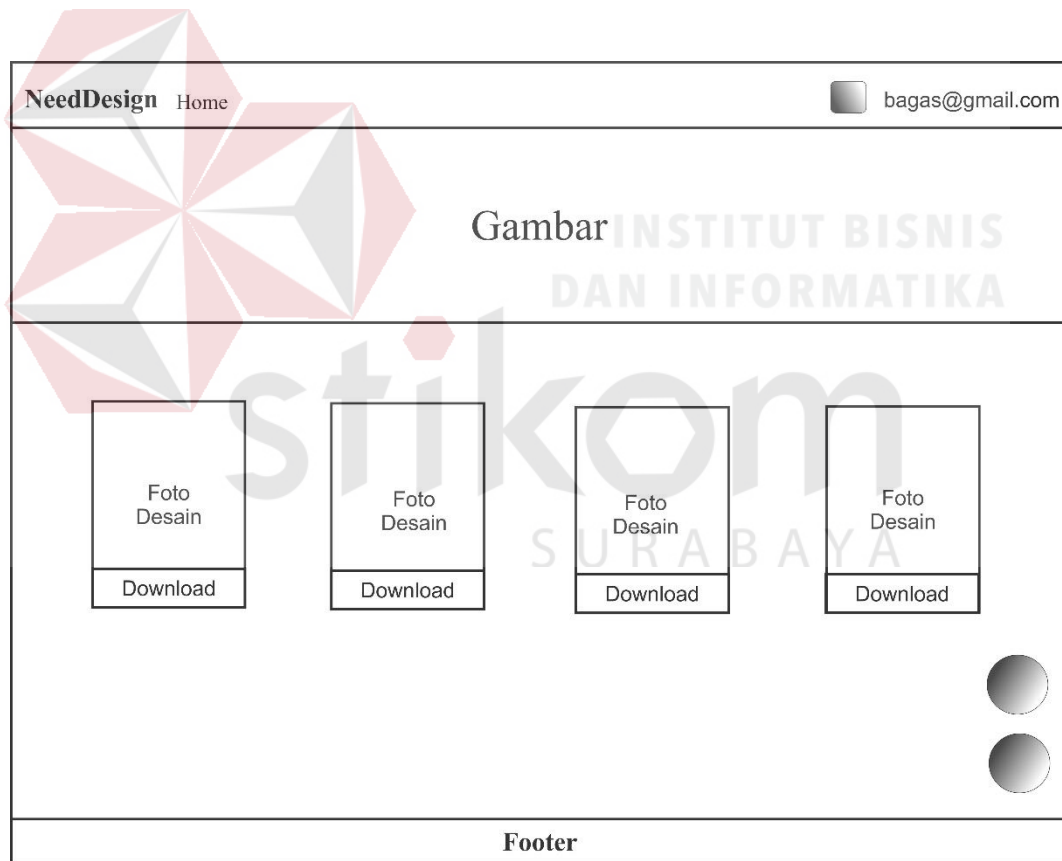 NeedDesign Home bagas@gmail.com
Gambar
INSTITUT BISNIS
DAN INFORMATIKA
stikom
SURABAYA
Foto
Desain
Download
Foto
Desain
Download
Foto
Desain
Download
Foto
Desain
Download
Footer